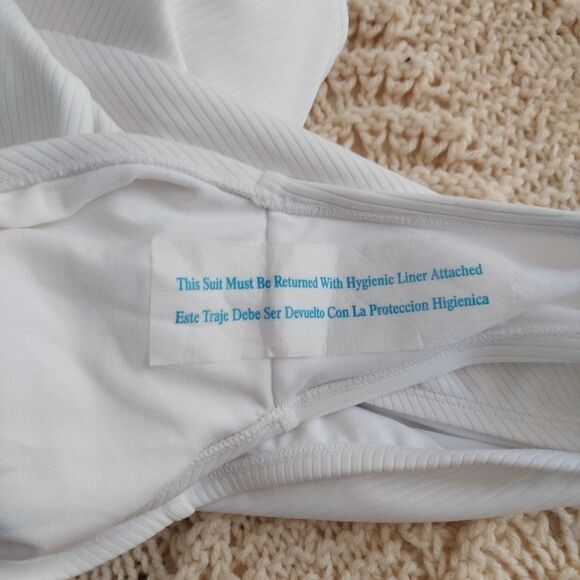 This Suit Must Be Returned With Hygienic Liner Attached
Este Traje Debe Ser Devuelto Con La Proteccion Higienica